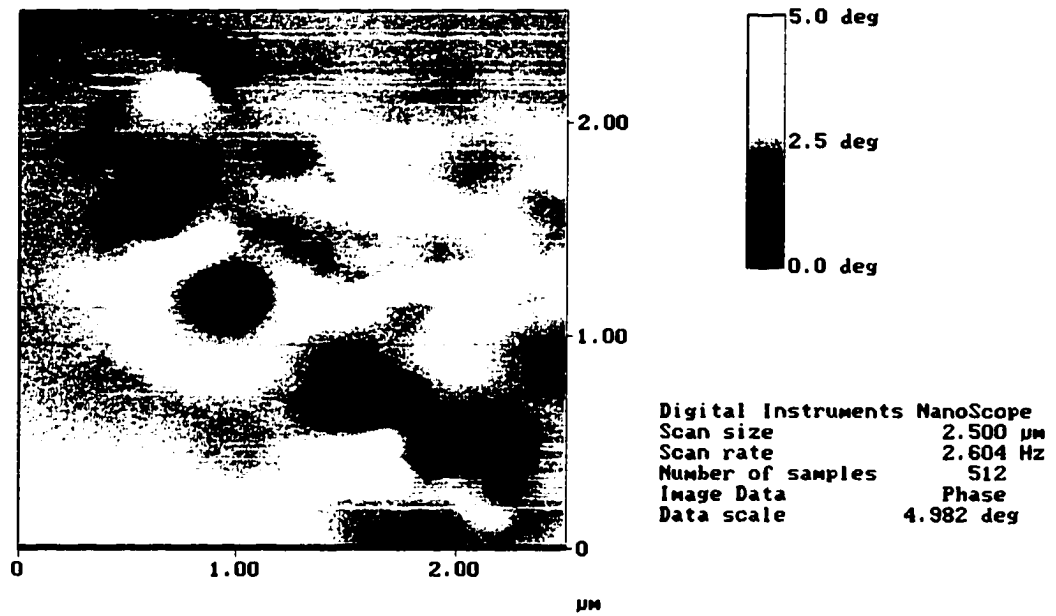 5.0 deg
2.5 deg
0.0 deg
2.00
1.00
0
0 1.00 2.00
µm
Digital Instruments NanoScope
Scan size 2.500 µm
Scan rate 2.604 Hz
Number of samples 512
Image Data Phase
Data scale 4.982 deg